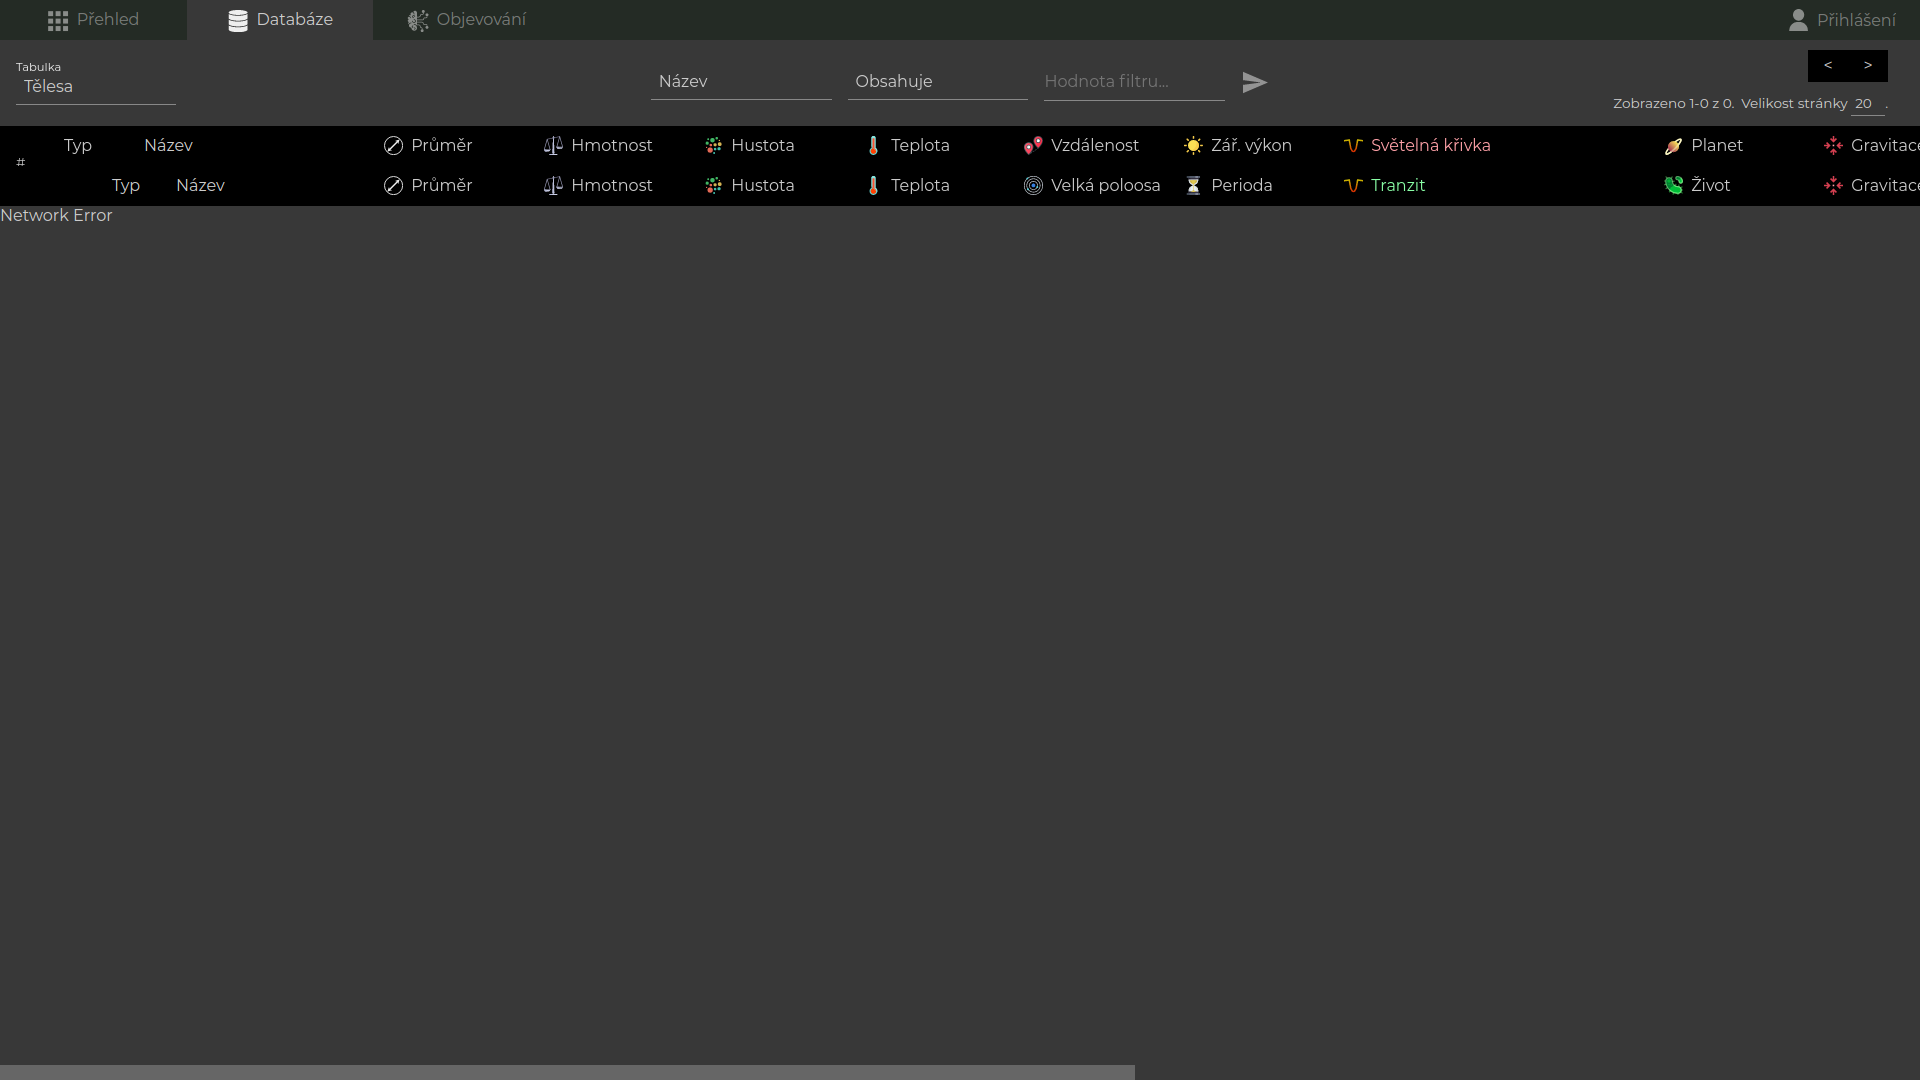 Přehled Databáze Objevování Přihlášení
Tabulka
Tělesa
Název Obsahuje Hodnota filtru...
< >
Zobrazeno 1-0 z 0. Velikost stránky 20 .
# Typ Název Průměr Hmotnost Hustota Teplota Vzdálenost Zář. výkon Světelná křivka Planet Gravitace
Typ Název Průměr Hmotnost Hustota Teplota Velká poloosa Perioda Tranzit Život Gravitace
Network Error